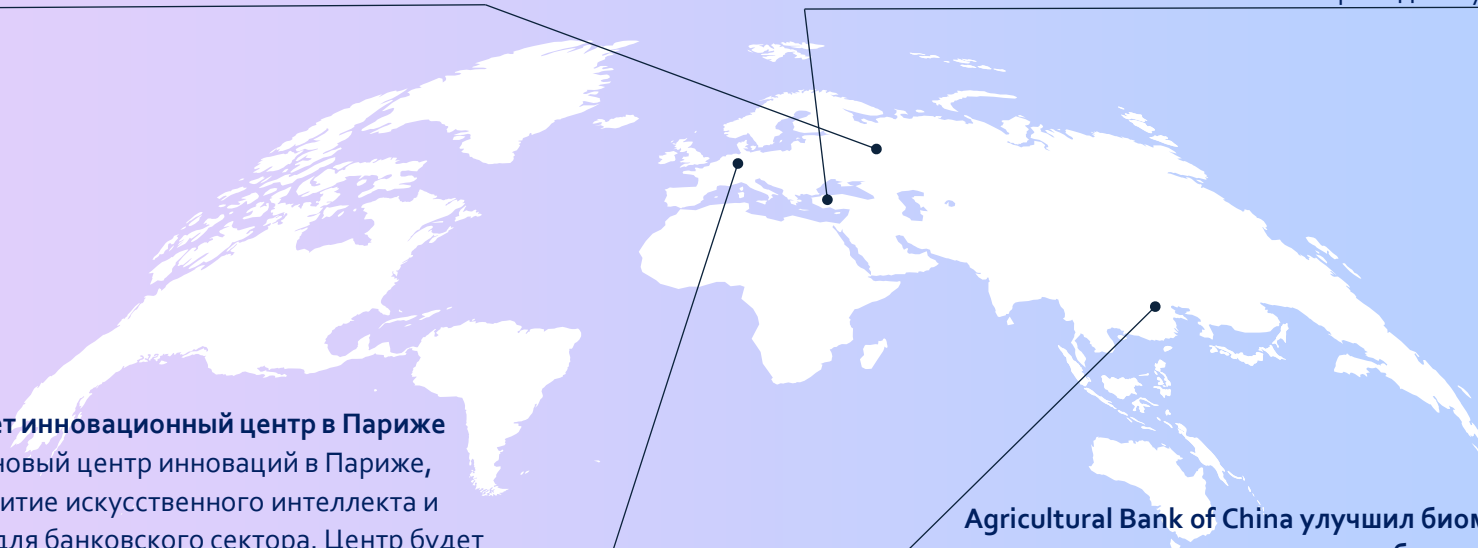 ет инновационный центр в Париже
новый центр инноваций в Париже,
витие искусственного интеллекта и
для банковского сектора. Центр будет
Agricultural Bank of China улучшил биом